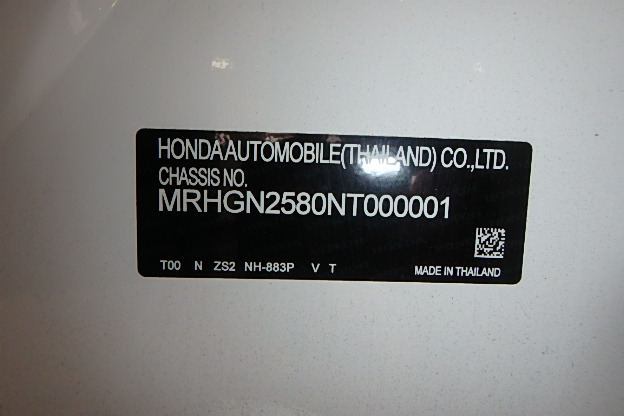 HONDA AUTOMOBILE(THAILAND) CO.,LTD.
CHASSIS NO.
MRHGN2580NT000001
T00 N ZS2 NH-883P V T
MADE IN THAILAND